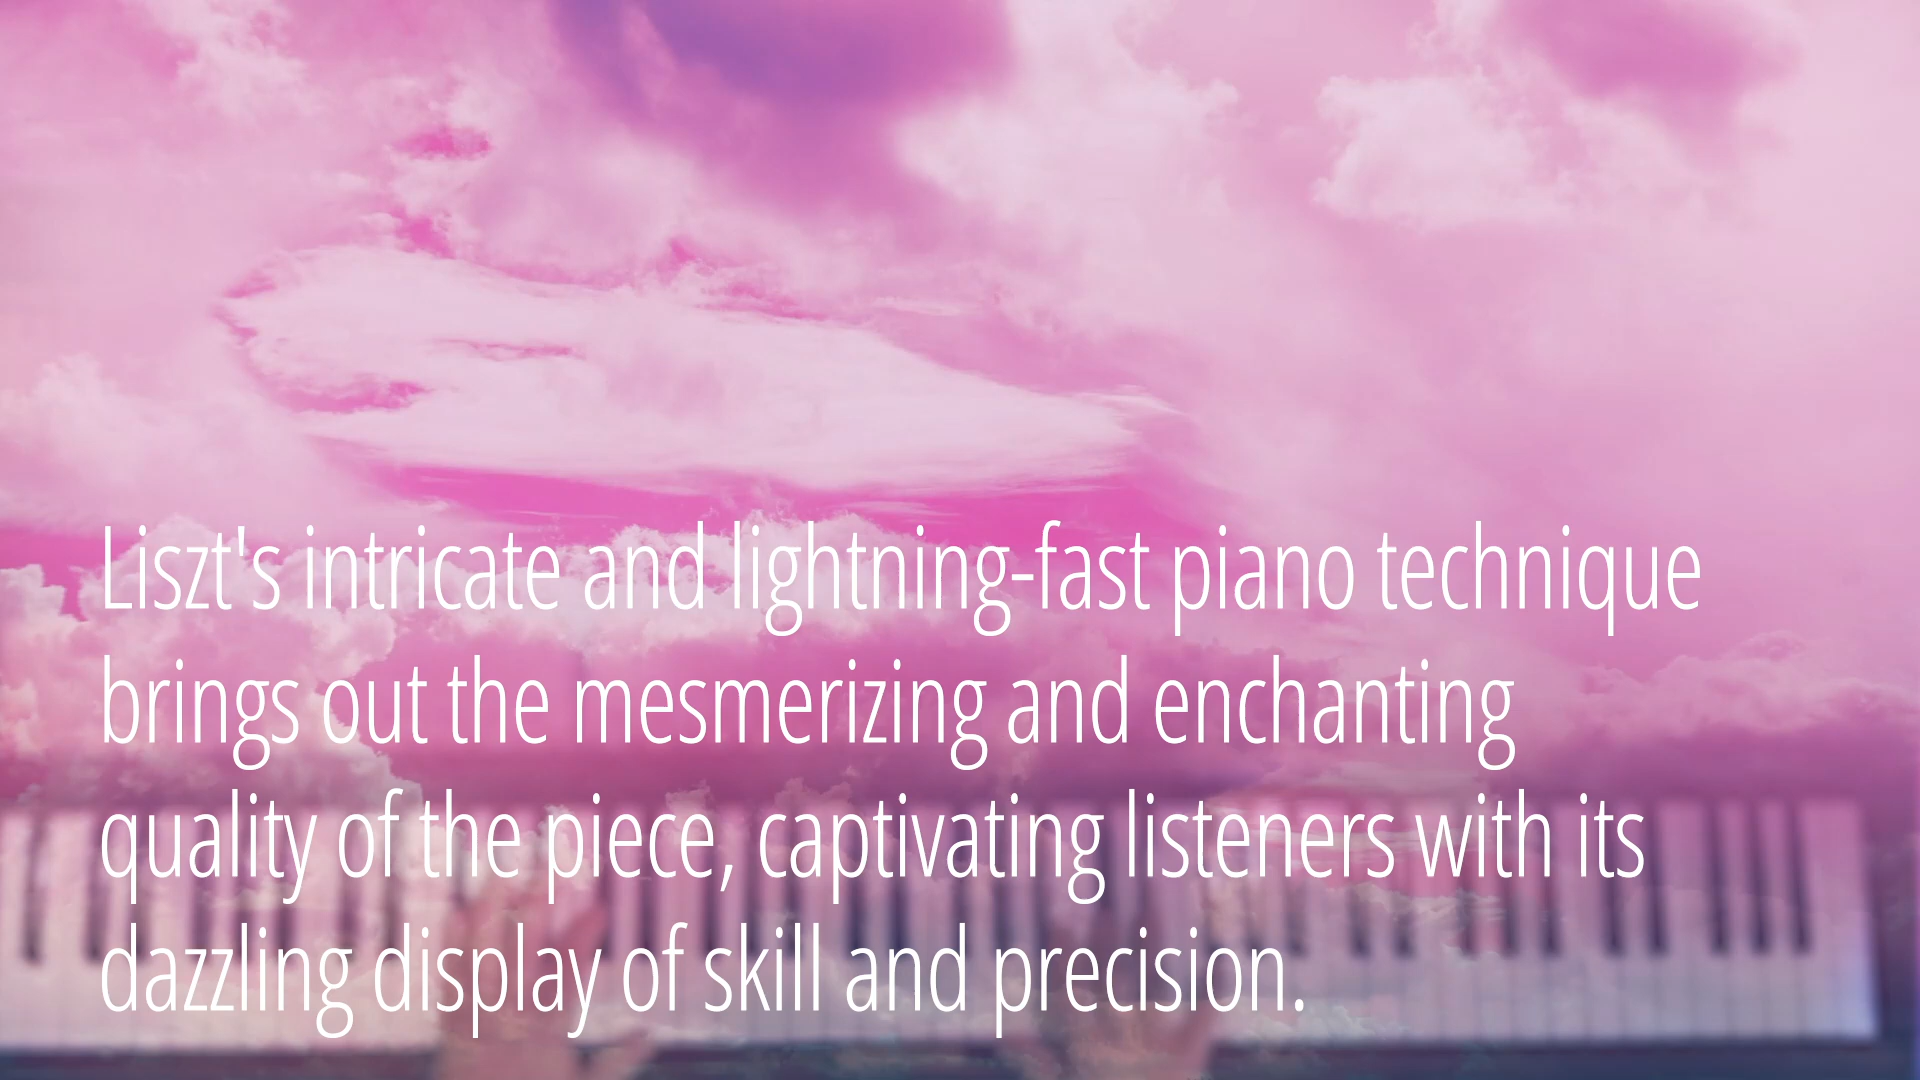 Liszt's intricate and lightning-fast piano technique
brings out the mesmerizing and enchanting
quality of the piece, captivating listeners with its
dazzling display of skill and precision.